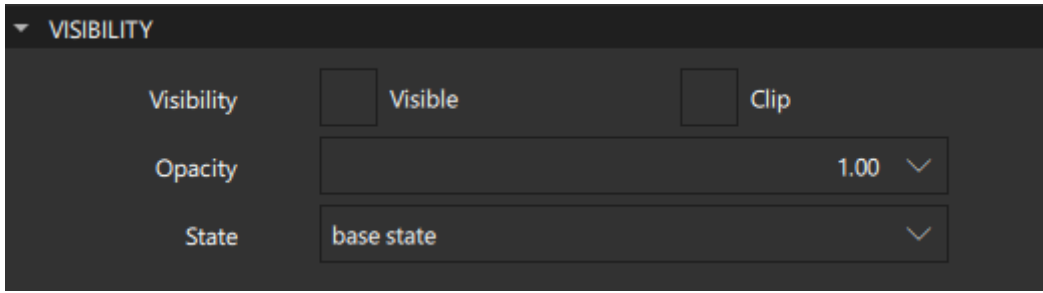 VISIBILITY
Visibility Visible Clip
Opacity 1.00
State base state